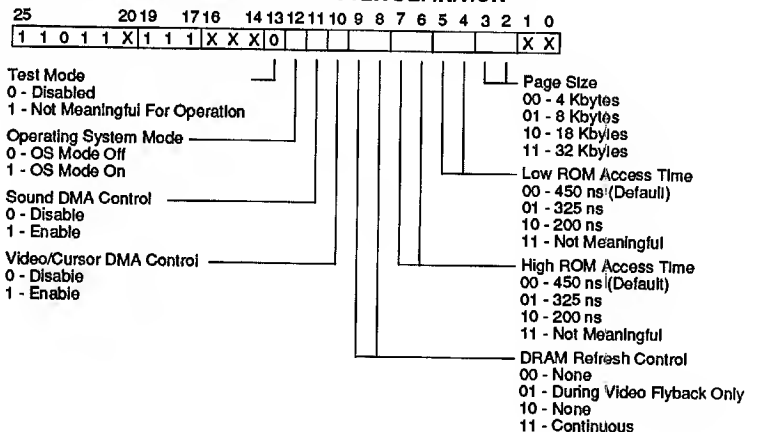 25 20 19 17 16 14 13 12 11 10 9 8 7 6 5 4 3 2 1 0
1 1 0 1 1 X 1 1 1 X X X 0 X X
Test Mode
0 - Disabled
1 - Not Meaningful For Operation
Operating System Mode
0 - OS Mode Off
1 - OS Mode On
Sound DMA Control
0 - Disable
1 - Enable
Video/Cursor DMA Control
0 - Disable
1 - Enable
Page Size
00 - 4 Kbytes
01 - 8 Kbytes
10 - 18 Kbytes
11 - 32 Kbytes
Low ROM Access Time
00 - 450 ns (Default)
01 - 325 ns
10 - 200 ns
11 - Not Meaningful
High ROM Access Time
00 - 450 ns (Default)
01 - 325 ns
10 - 200 ns
11 - Not Meaningful
DRAM Refresh Control
00 - None
01 - During Video Flyback Only
10 - None
11 - Continuous